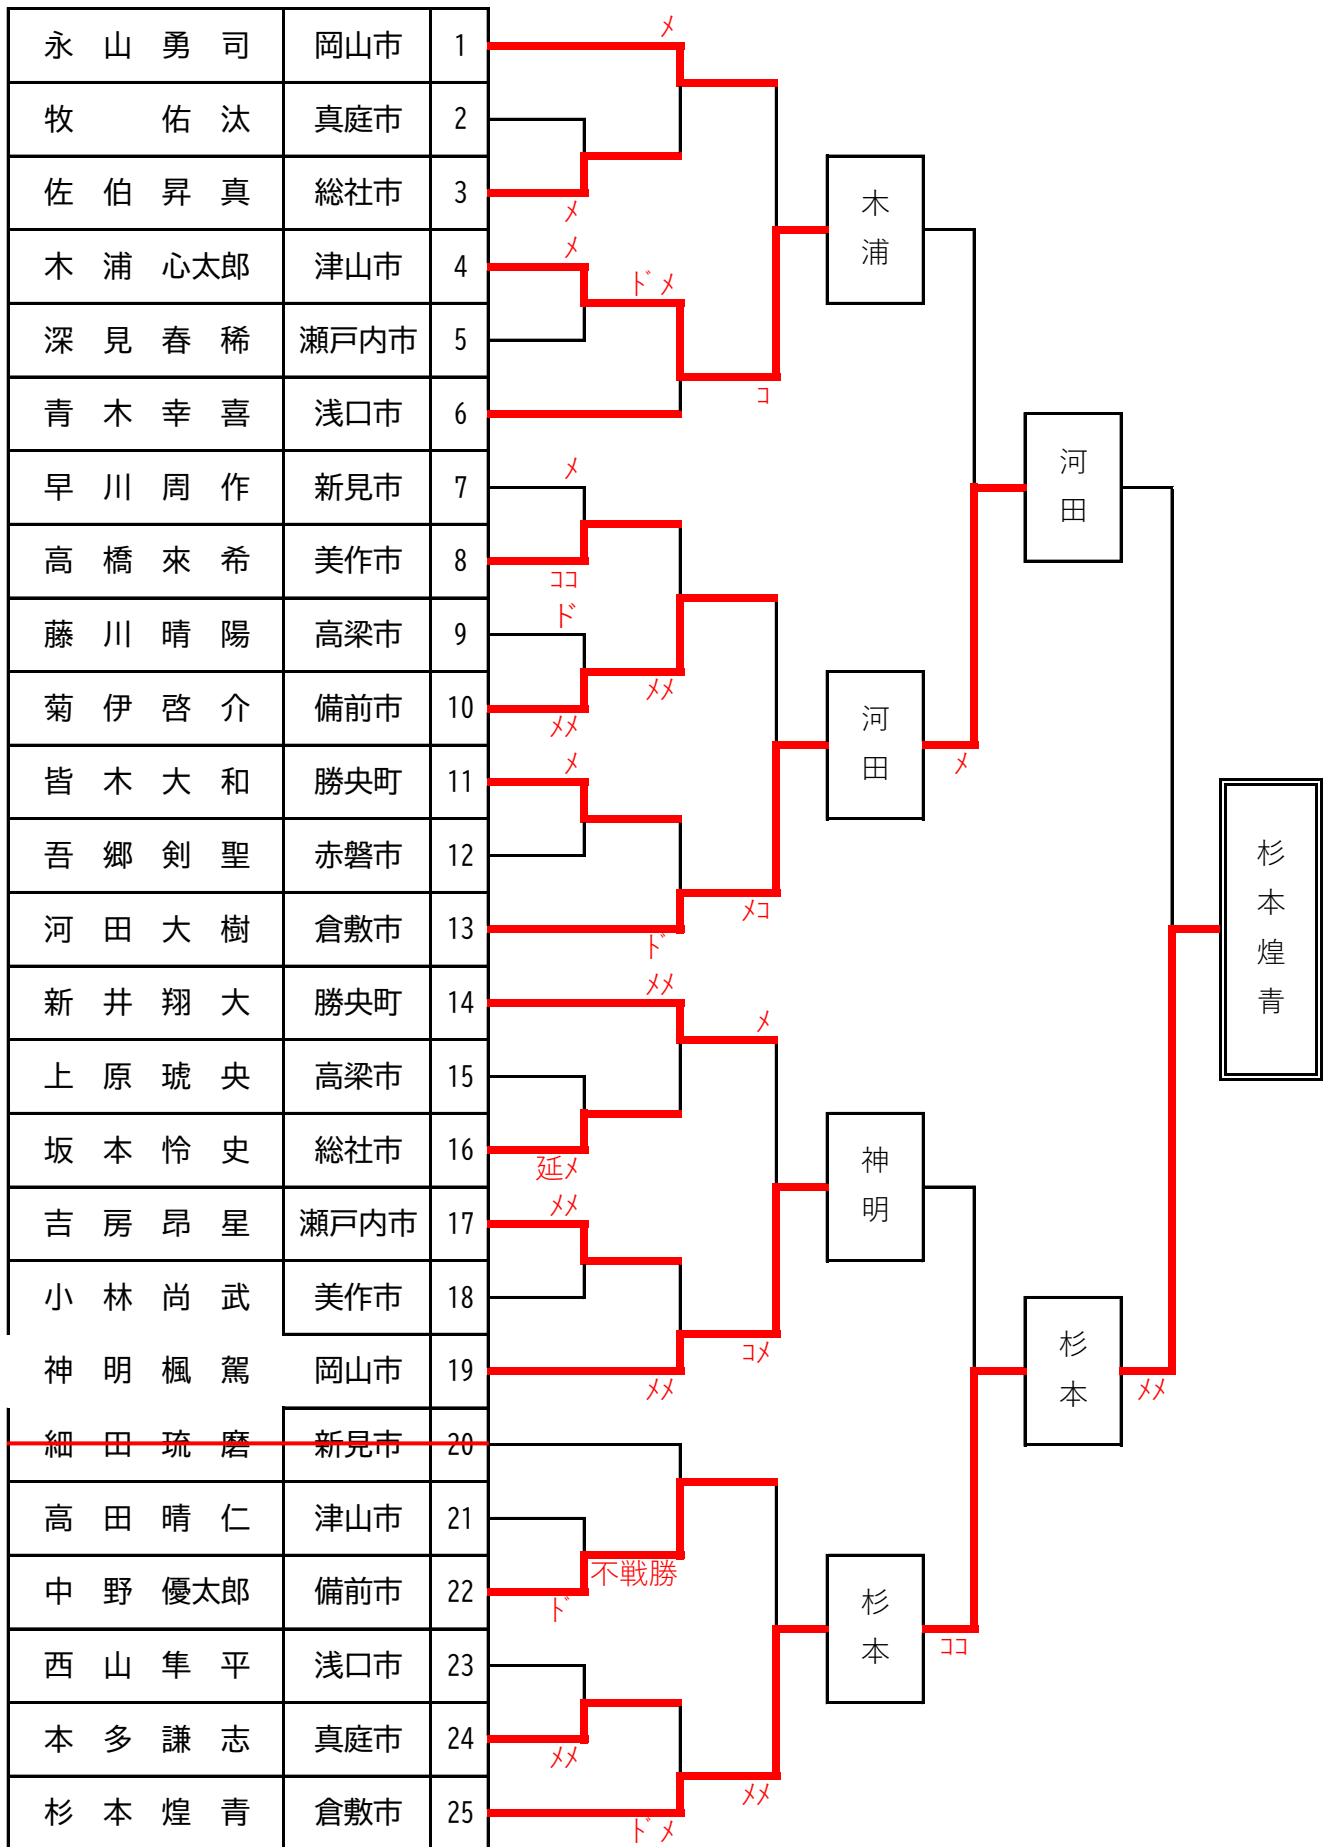 永山勇司 岡山市 1
牧佑汰 真庭市 2
佐伯昇真 総社市 3
木浦心太郎 津山市 4
深見春稀 瀬戸内市 5
青木幸喜 浅口市 6
早川周作 新見市 7
高橋來希 美作市 8
藤川晴陽 高梁市 9
菊伊啓介 備前市 10
皆木大和 勝央町 11
吾郷剣聖 赤磐市 12
河田大樹 倉敷市 13
新井翔大 勝央町 14
上原琥央 高梁市 15
坂本怜史 総社市 16
吉房昂星 瀬戸内市 17
小林尚武 美作市 18
神明楓駕 岡山市 19
細田琉磨 新見市 20
高田晴仁 津山市 21
中野優太郎 備前市 22
西山隼平 浅口市 23
本多謙志 真庭市 24
杉本煌青 倉敷市 25
ﾒ
ﾒ
ﾒ
ﾄﾞﾒ
ｺ
ﾒ
ｺｺ
ﾄﾞ
ﾒﾒ
ﾒﾒ
ﾒ
ﾒｺ
ﾄﾞ
ﾒﾒ
ﾒ
延ﾒ
ﾒﾒ
ｺﾒ
ﾒﾒ
不戦勝
ﾄﾞ
ﾒﾒ
ﾒﾒ
ﾄﾞﾒ
木浦
河田
神明
杉本
ﾒ
ｺｺ
河田
杉本
ﾒﾒ
杉本煌青